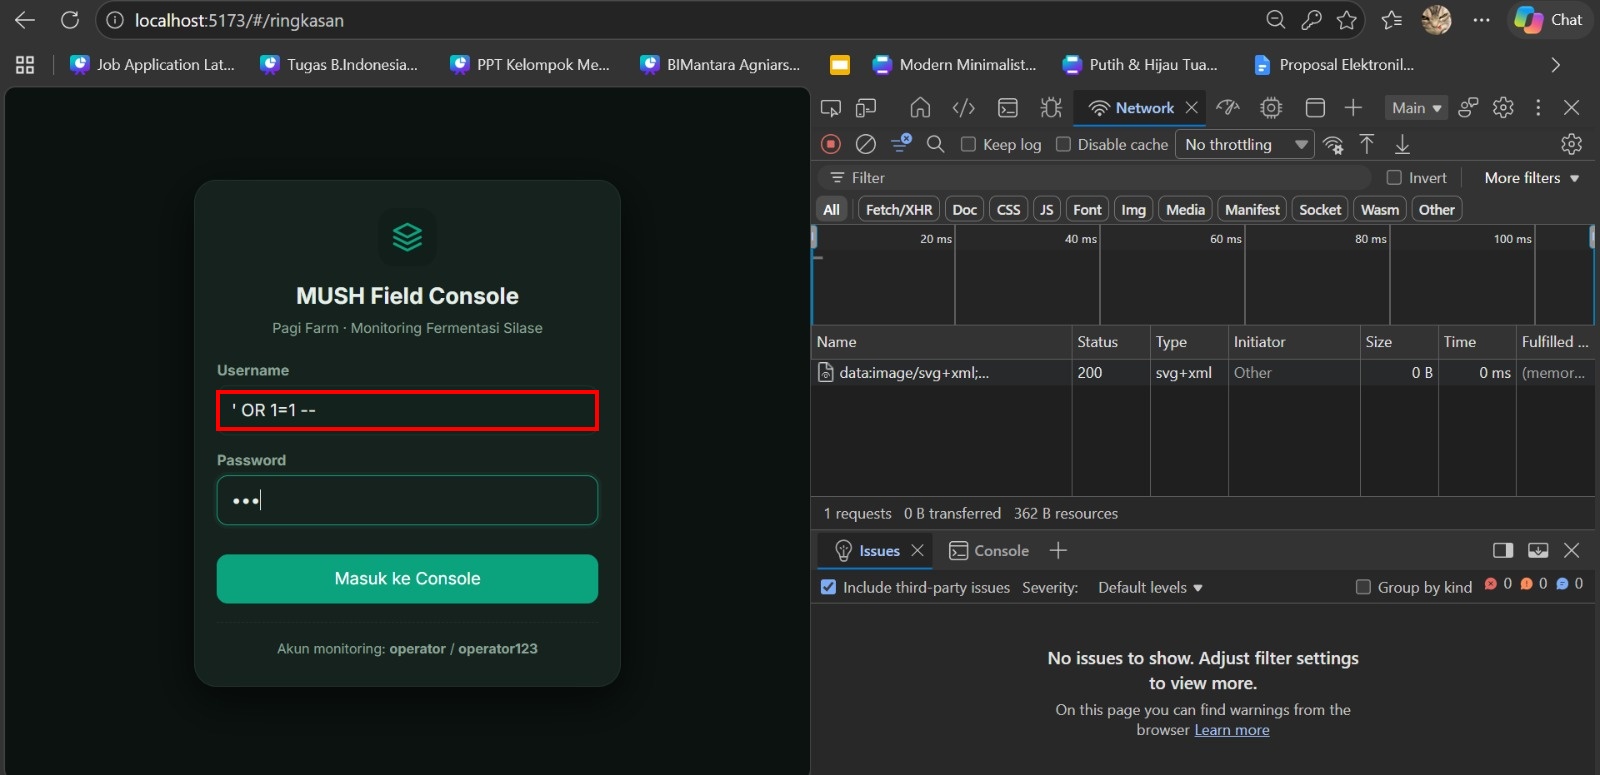 localhost:5173/#/ringkasan
Chat
Job Application Lat...
Tugas B.Indonesia...
PPT Kelompok Me...
BIMantara Agniars...
Modern Minimalist...
Putih & Hijau Tua...
Proposal Elektronil...
MUSH Field Console
Pagi Farm · Monitoring Fermentasi Silase
Username
' OR 1=1 --
Password
•••
Masuk ke Console
Akun monitoring: operator / operator123
Network
Main
Keep log
Disable cache
No throttling
Filter
Invert
More filters
All
Fetch/XHR
Doc
CSS
JS
Font
Img
Media
Manifest
Socket
Wasm
Other
20 ms
40 ms
60 ms
80 ms
100 ms
Name Status Type Initiator Size Time Fulfilled ...
data:image/svg+xml;... 200 svg+xml Other 0 B 0 ms (memor...
1 requests 0 B transferred 362 B resources
Issues
Console
Include third-party issues Severity: Default levels Group by kind 0 0 0
No issues to show. Adjust filter settings
to view more.
On this page you can find warnings from the
browser Learn more